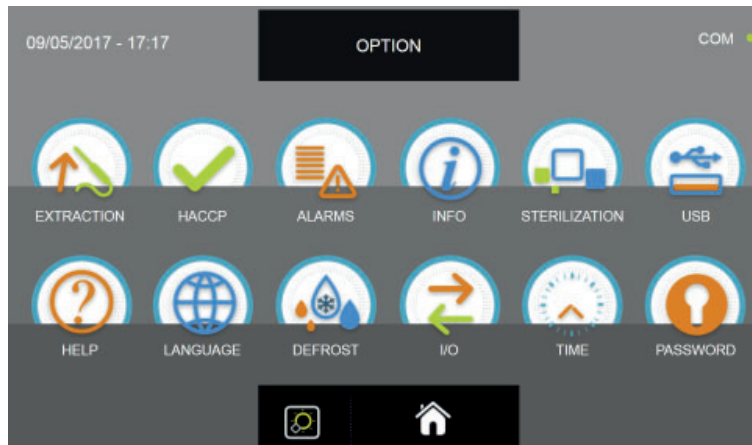 09/05/2017 - 17:17
OPTION
COM
EXTRACTION
HACCP
ALARMS
INFO
STERILIZATION
USB
HELP
LANGUAGE
DEFROST
I/O
TIME
PASSWORD